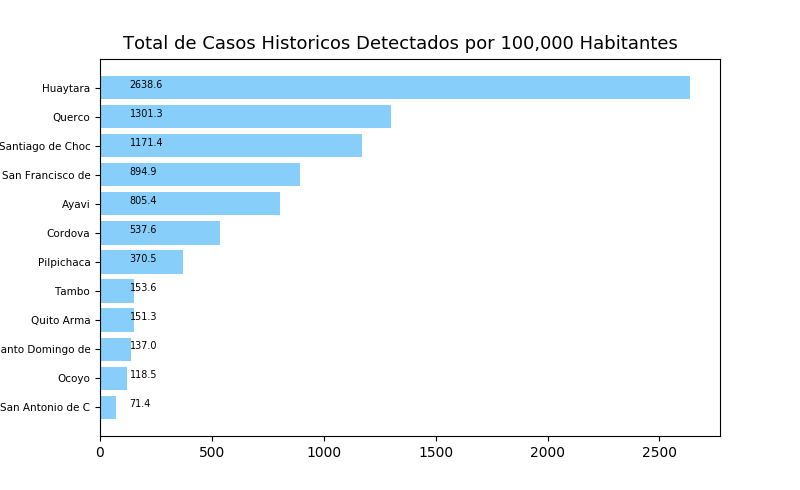 Total de Casos Historicos Detectados por 100,000 Habitantes
Huaytara 2638.6
Querco 1301.3
Santiago de Choc 1171.4
San Francisco de 894.9
Ayavi 805.4
Cordova 537.6
Pilpichaca 370.5
Tambo 153.6
Quito Arma 151.3
anto Domingo de 137.0
Ocoyo 118.5
San Antonio de C 71.4
0 500 1000 1500 2000 2500